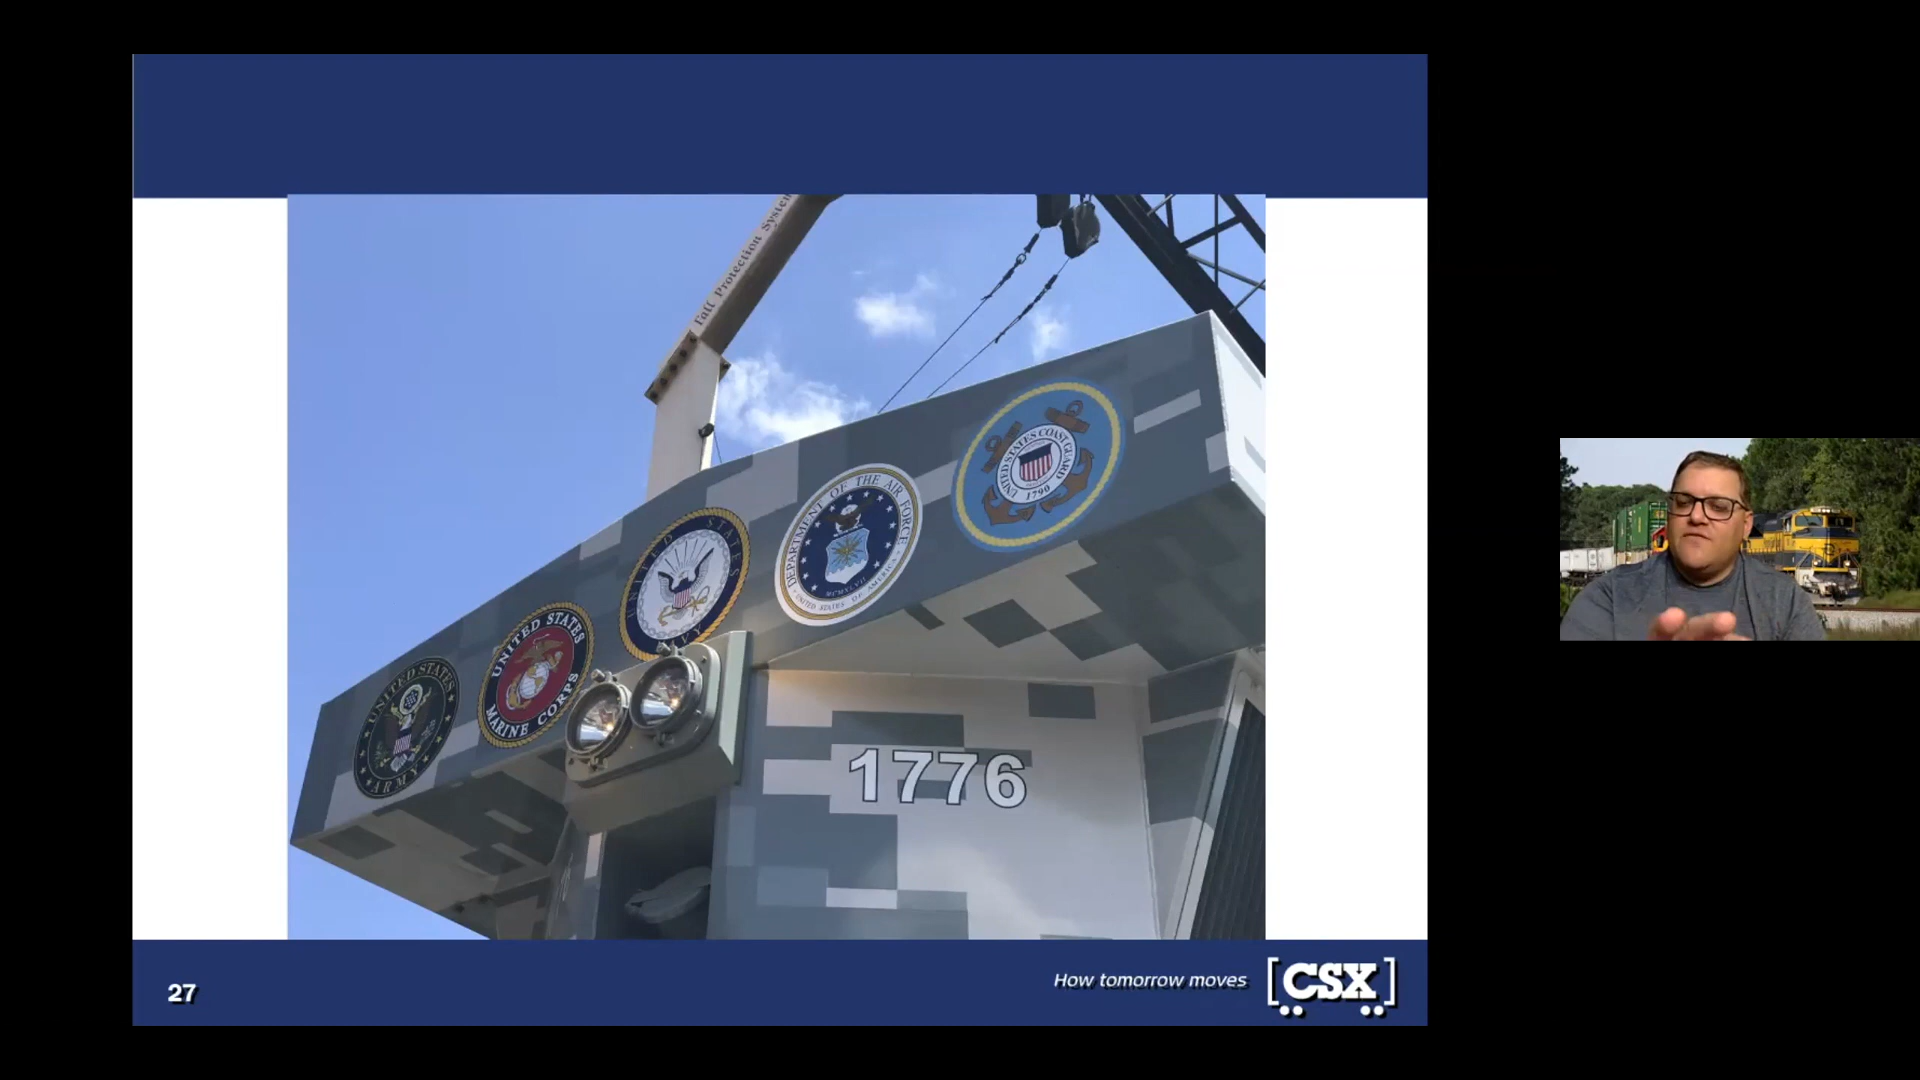 Fall Protection System
UNITED STATES COAST GUARD
1790
DEPARTMENT OF THE AIR FORCE
MCMXLVII
UNITED STATES OF AMERICA
UNITED STATES NAVY
UNITED STATES
MARINE CORPS
UNITED STATES
ARMY
1776
27
How tomorrow moves
[CSX]